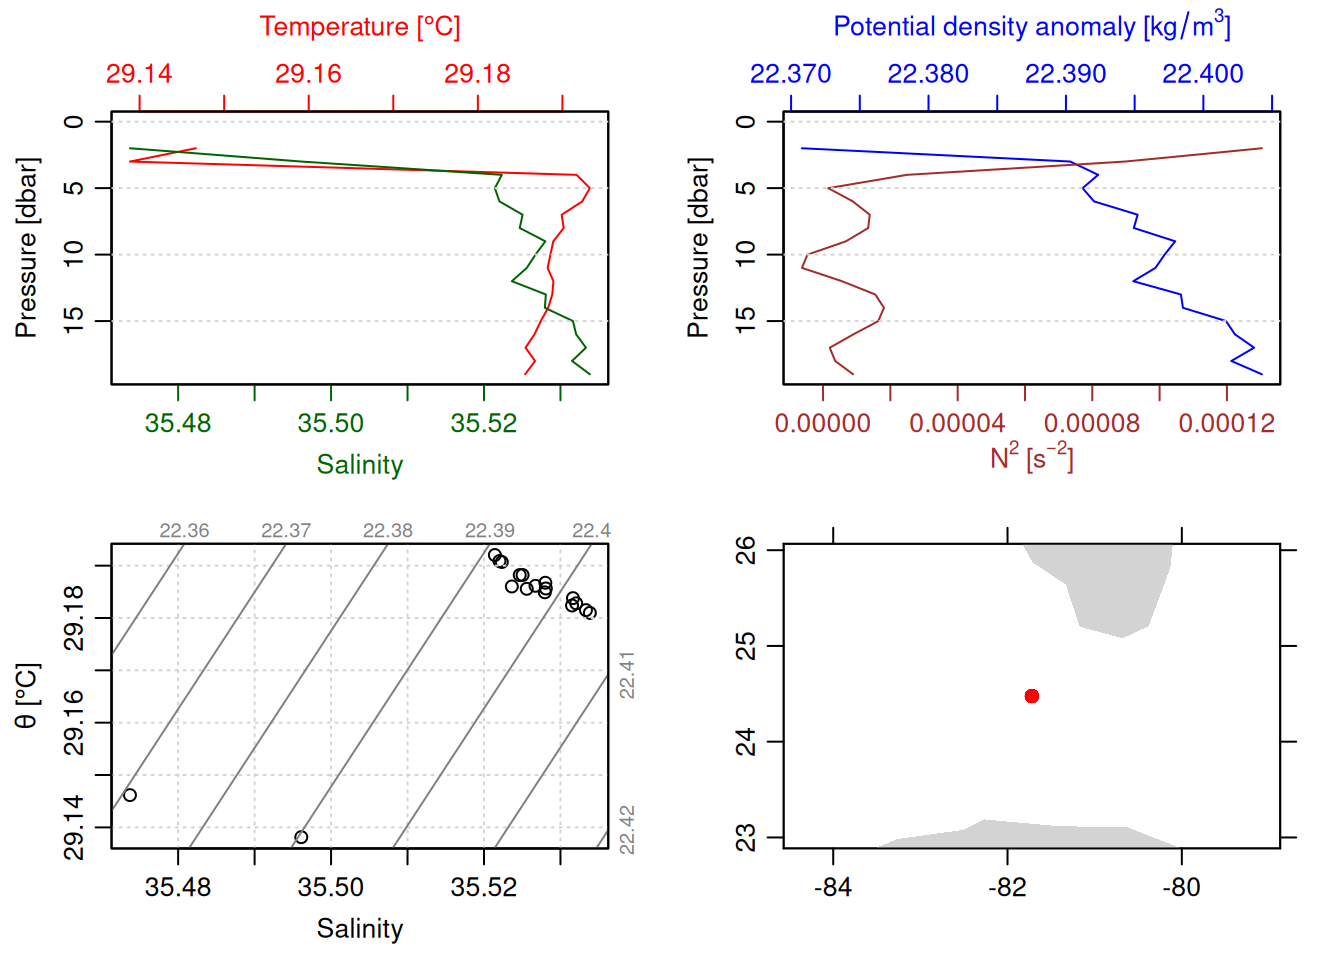 Temperature [°C]
29.14 29.16 29.18
Pressure [dbar]
0
5
10
15
35.48 35.50 35.52
Salinity
Potential density anomaly [kg/m³]
22.370 22.380 22.390 22.400
Pressure [dbar]
0
5
10
15
0.00000 0.00004 0.00008 0.00012
N² [s⁻²]
22.36 22.37 22.38 22.39 22.4
22.41
22.42
θ [°C]
29.18
29.16
29.14
35.48 35.50 35.52
Salinity
26
25
24
23
-84 -82 -80